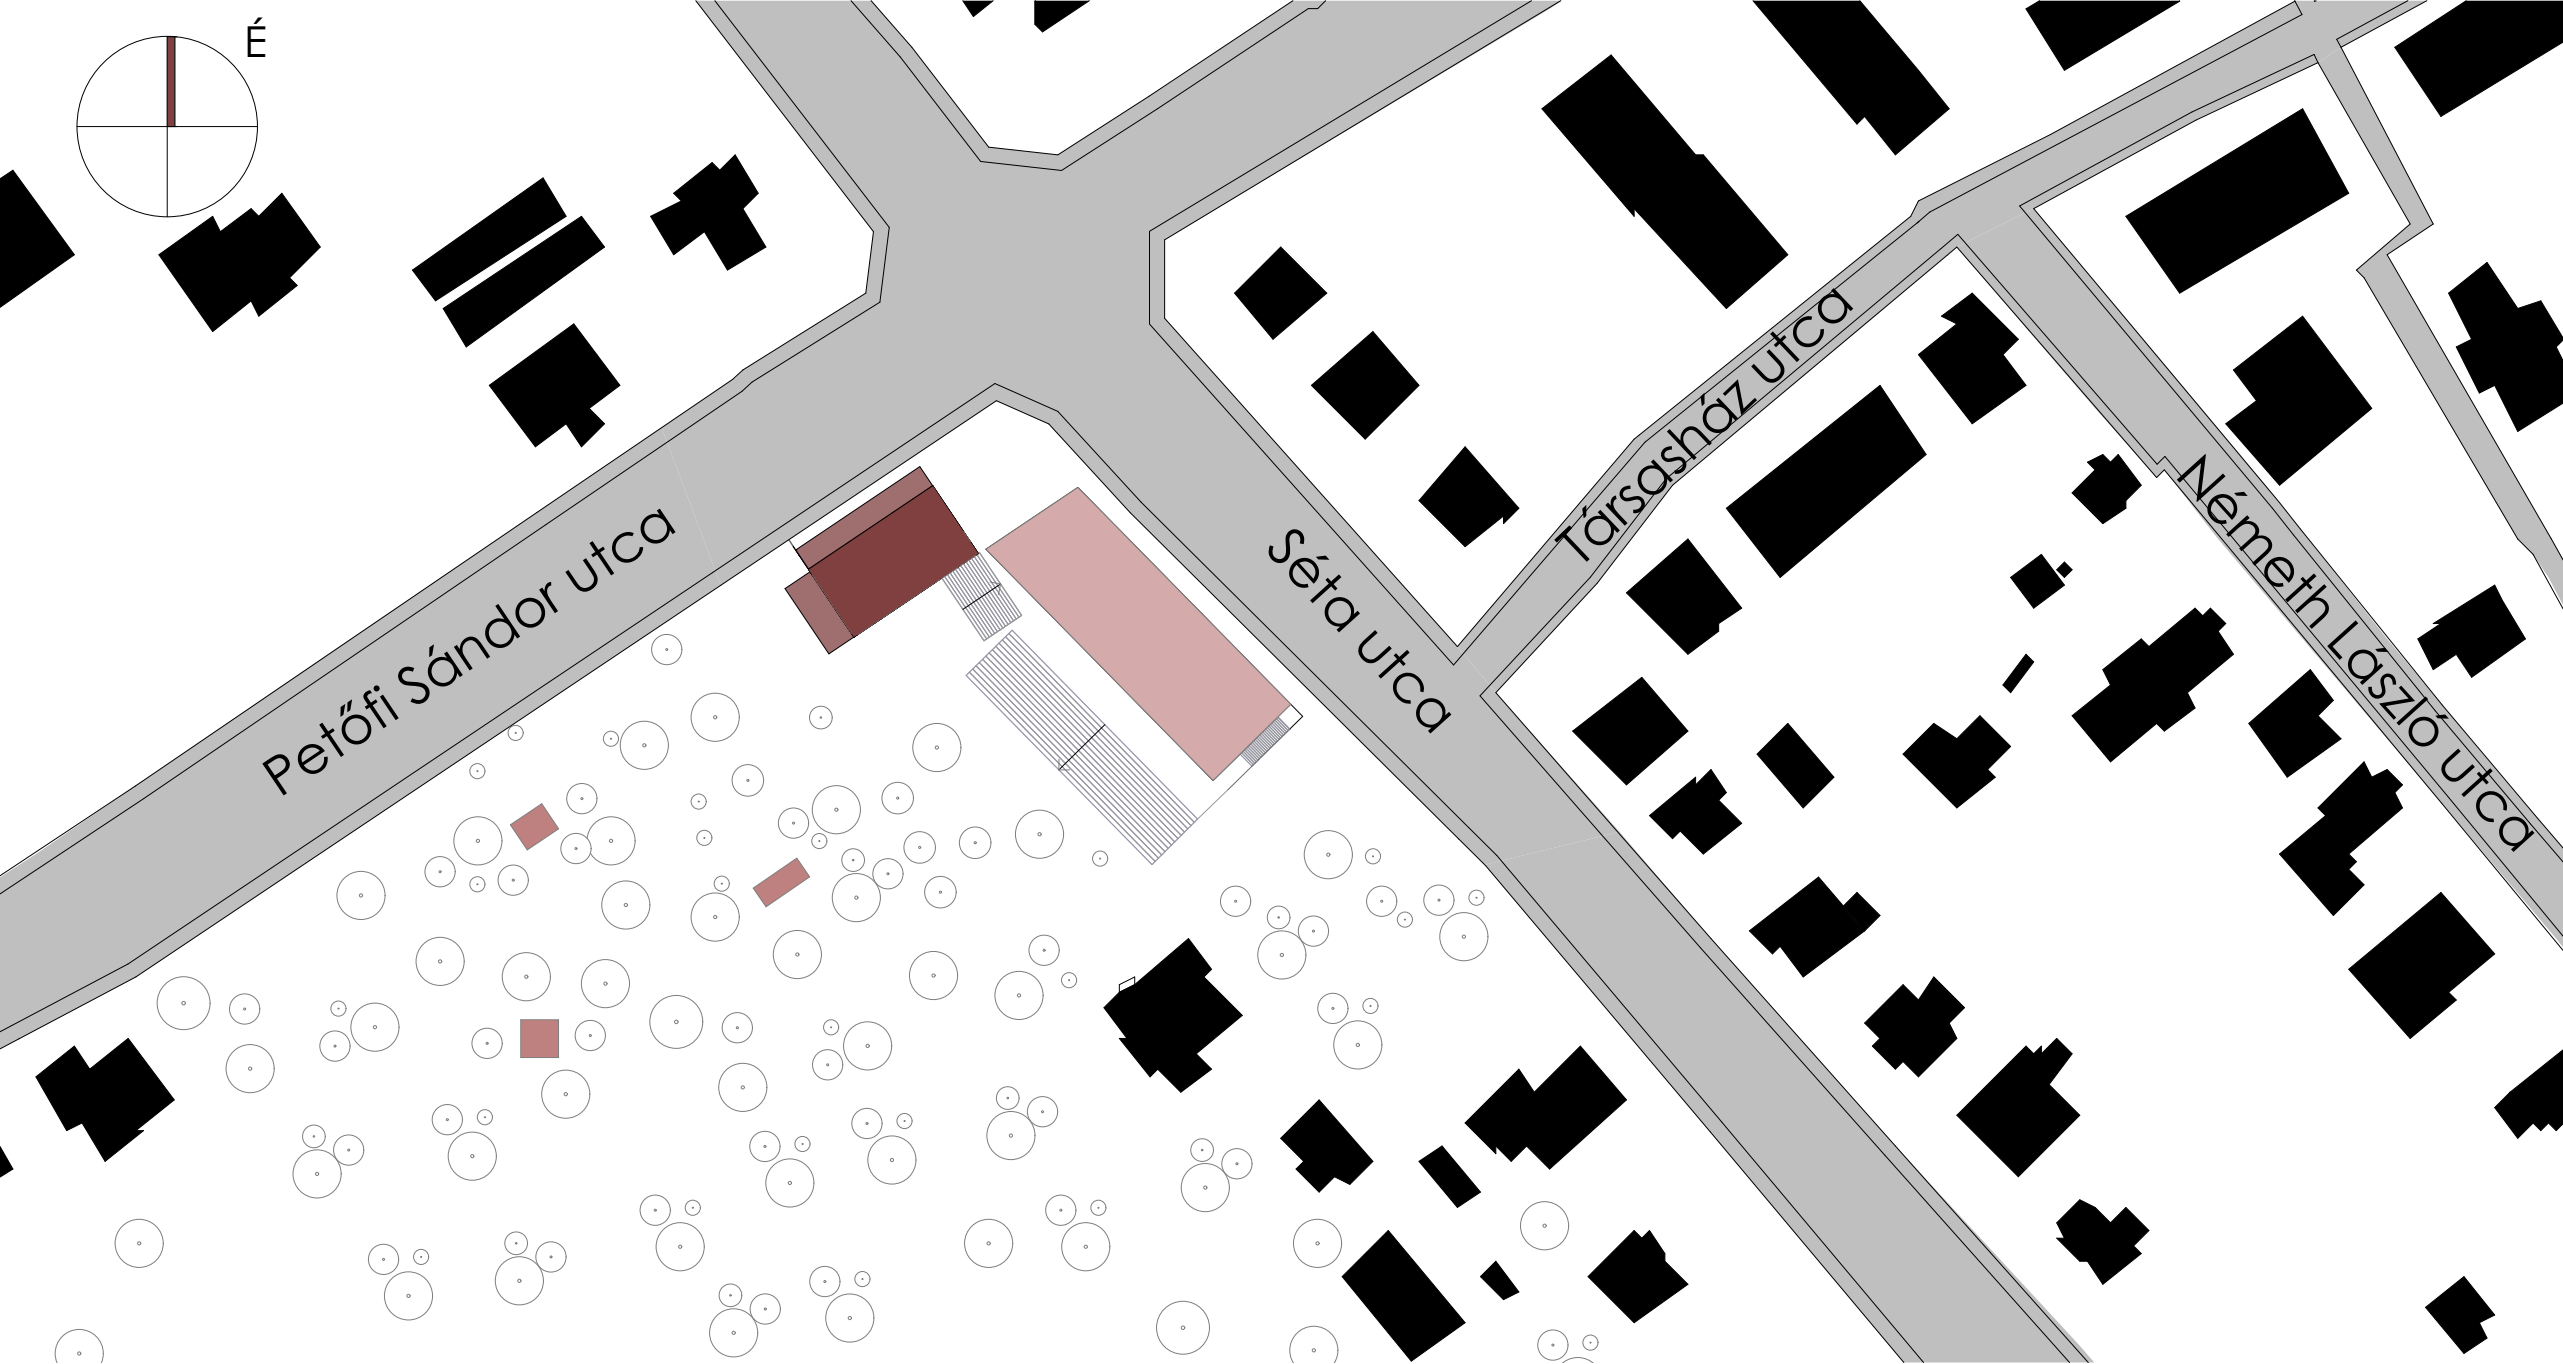 É
Petőfi Sándor utca
Séta utca
Társasház utca
Németh László utca